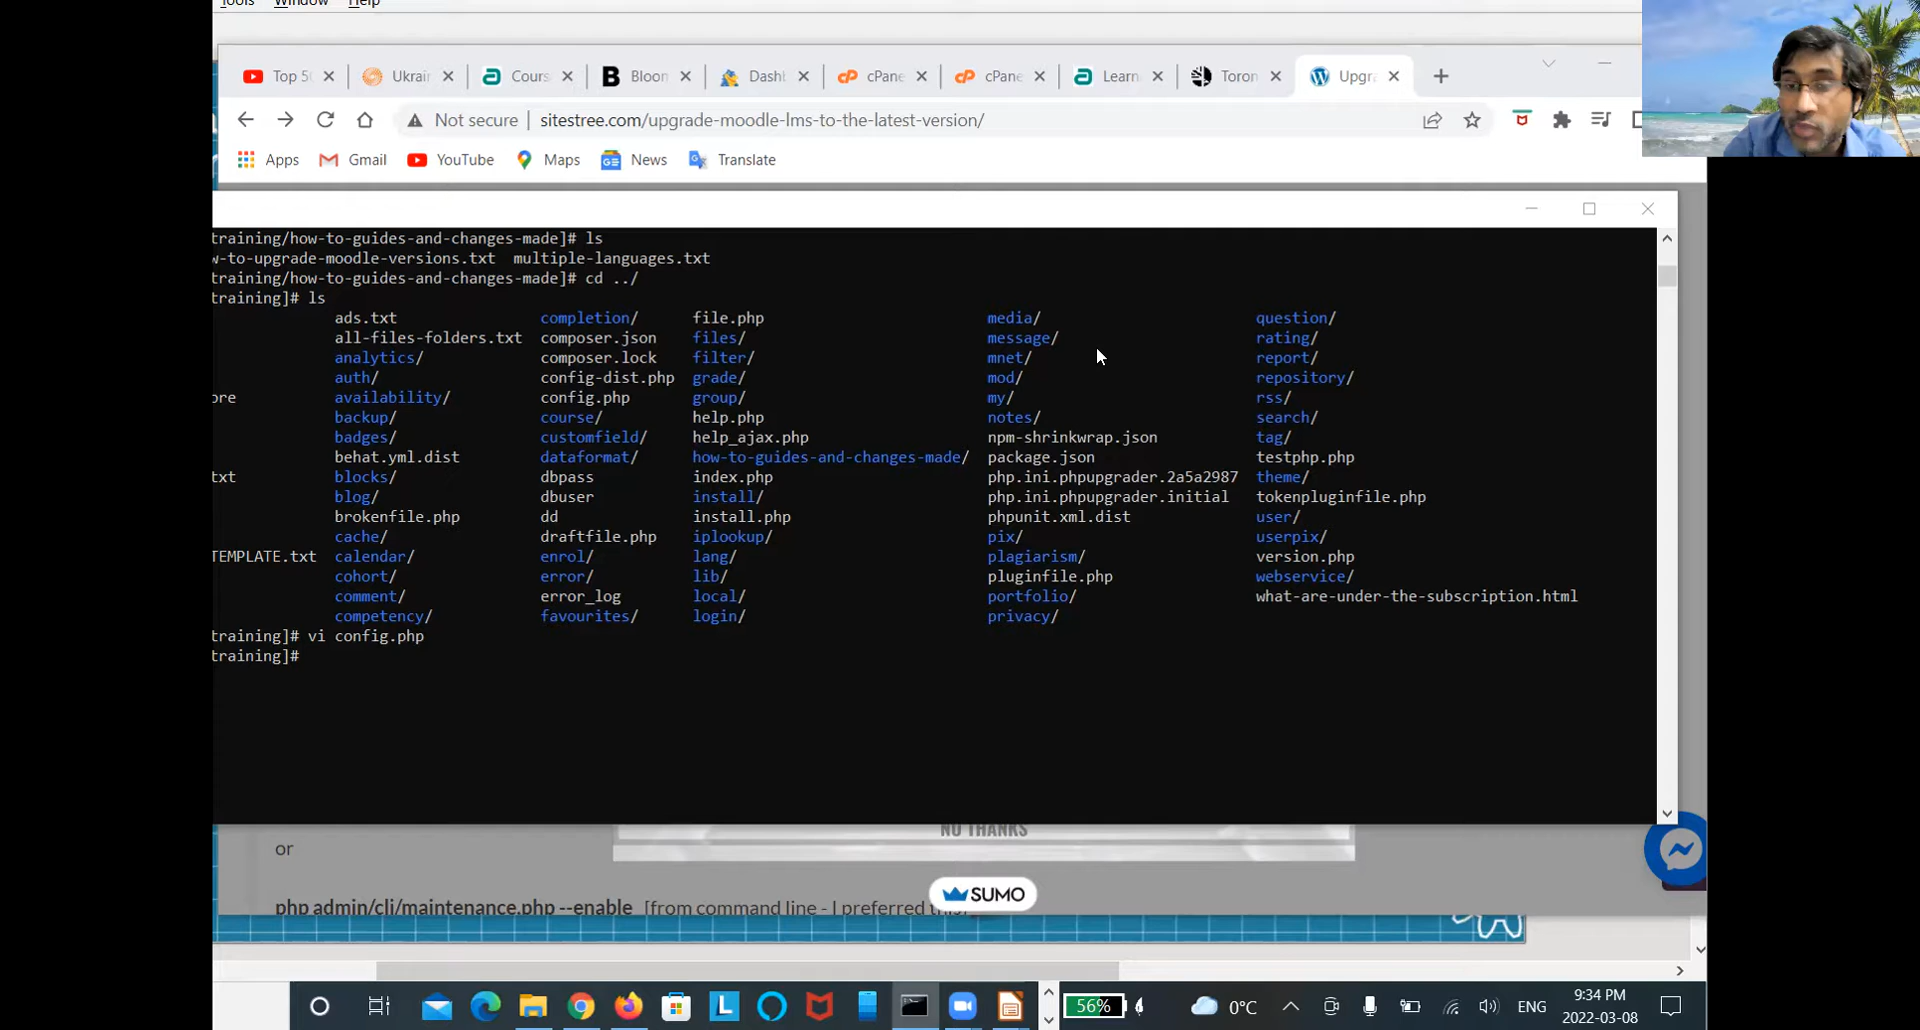 Tools Window Help
Top 5 Ukrai Cours Bloon Dash cPane cPane Learn Toron Upgra
Not secure | sitestree.com/upgrade-moodle-lms-to-the-latest-version/
Apps Gmail YouTube Maps News Translate
training/how-to-guides-and-changes-made]# ls
w-to-upgrade-moodle-versions.txt multiple-languages.txt
training/how-to-guides-and-changes-made]# cd ../
training]# ls
ads.txt completion/ file.php media/ question/
all-files-folders.txt composer.json files/ message/ rating/
analytics/ composer.lock filter/ mnet/ report/
auth/ config-dist.php grade/ mod/ repository/
ore availability/ config.php group/ my/ rss/
backup/ course/ help.php notes/ search/
badges/ customfield/ help_ajax.php npm-shrinkwrap.json tag/
behat.yml.dist dataformat/ how-to-guides-and-changes-made/ package.json testphp.php
txt blocks/ dbpass index.php php.ini.phpupgrader.2a5a2987 theme/
blog/ dbuser install/ php.ini.phpupgrader.initial tokenpluginfile.php
brokenfile.php dd install.php phpunit.xml.dist user/
cache/ draftfile.php iplookup/ pix/ userpix/
TEMPLATE.txt calendar/ enrol/ lang/ plagiarism/ version.php
cohort/ error/ lib/ pluginfile.php webservice/
comment/ error_log local/ portfolio/ what-are-under-the-subscription.html
competency/ favourites/ login/ privacy/
training]# vi config.php
training]#
NO THANKS
or
SUMO
php admin/cli/maintenance.php --enable [from command line - I preferred this]
56% 0°C ENG 9:34 PM
2022-03-08